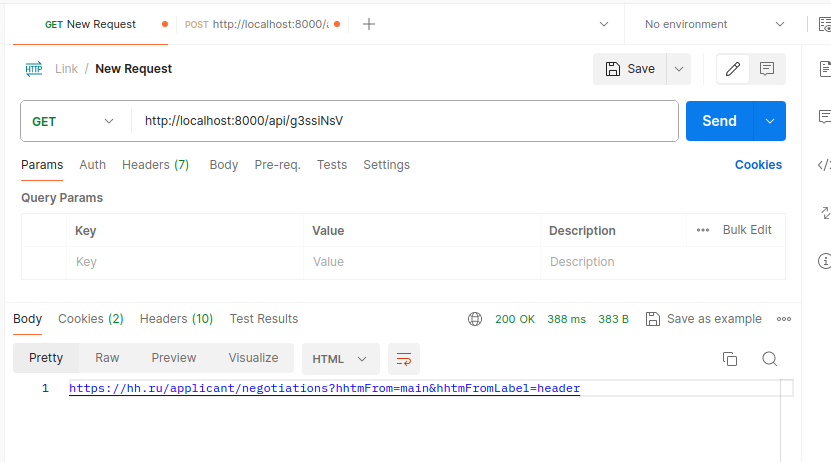 GET New Request POST http://localhost:8000/a No environment
HTTP Link / New Request Save
GET http://localhost:8000/api/g3ssiNsV Send
Params Auth Headers (7) Body Pre-req. Tests Settings Cookies
Query Params
Key Value Description Bulk Edit
Key Value Description
Body Cookies (2) Headers (10) Test Results 200 OK 388 ms 383 B Save as example
Pretty Raw Preview Visualize HTML
1 https://hh.ru/applicant/negotiations?hhtmFrom=main&hhtmFromLabel=header